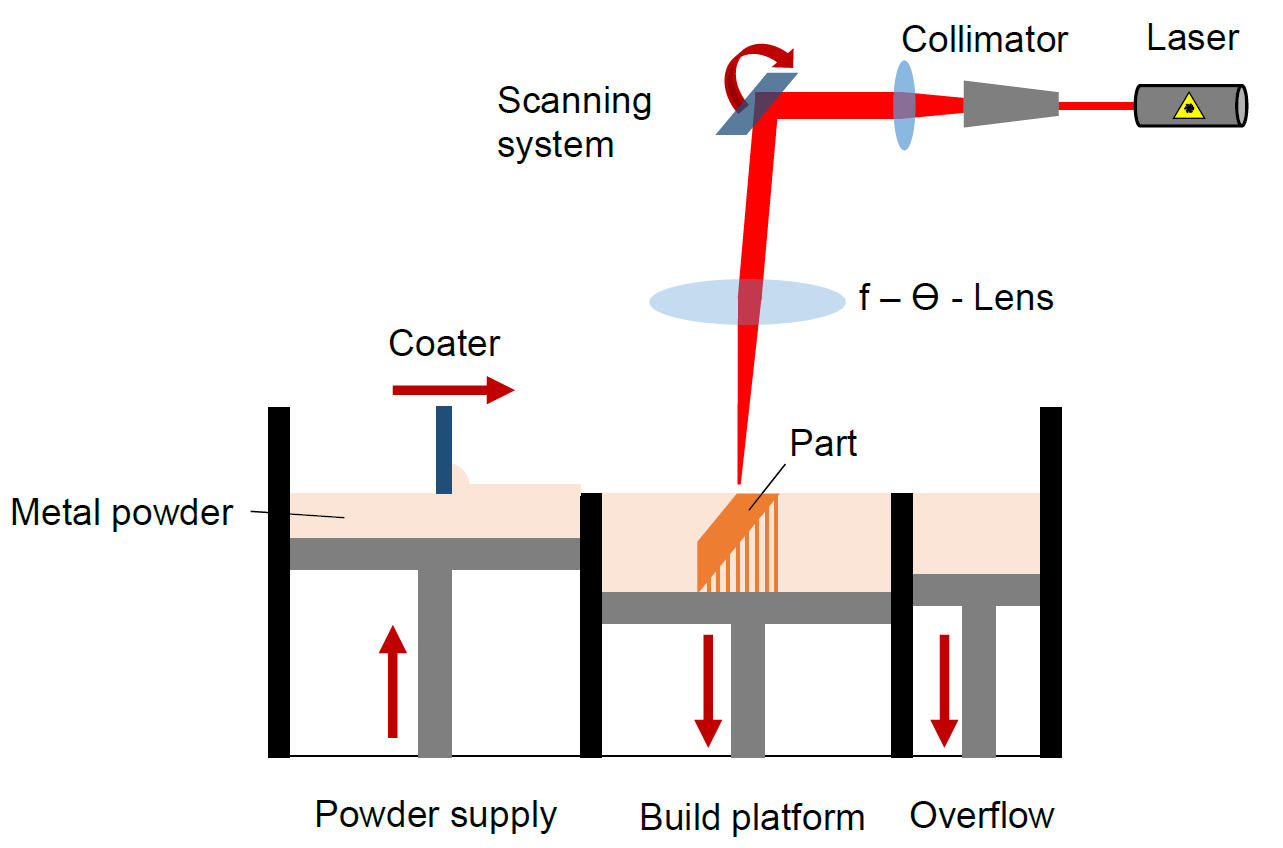 Collimator
Laser
Scanning
system
f – Ө - Lens
Coater
Part
Metal powder
Powder supply
Build platform
Overflow